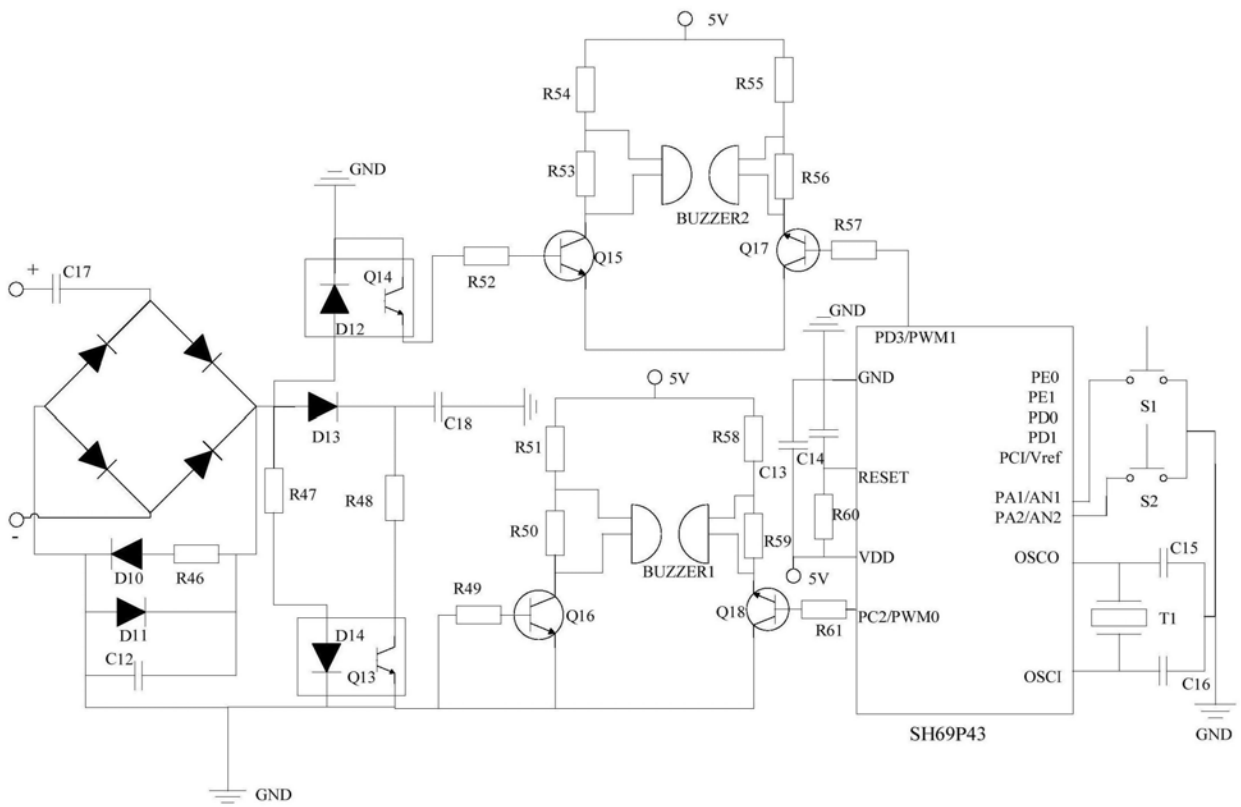 5V
R54
R55
R53
R56
GND
BUZZER2
R57
Q17
Q15
R52
+
C17
Q14
D12
GND
PD3/PWM1
GND
PE0
PE1
PD0
PD1
PCI/Vref
S1
5V
D13
C18
R51
R58
C13
C14
RESET
R47
R48
PA1/AN1
PA2/AN2
S2
R50
R59
R60
-
D10
R46
BUZZER1
VDD
5V
OSCO
C15
R49
Q16
Q18
R61
PC2/PWM0
T1
D11
D14
C12
Q13
OSCI
C16
SH69P43
GND
GND